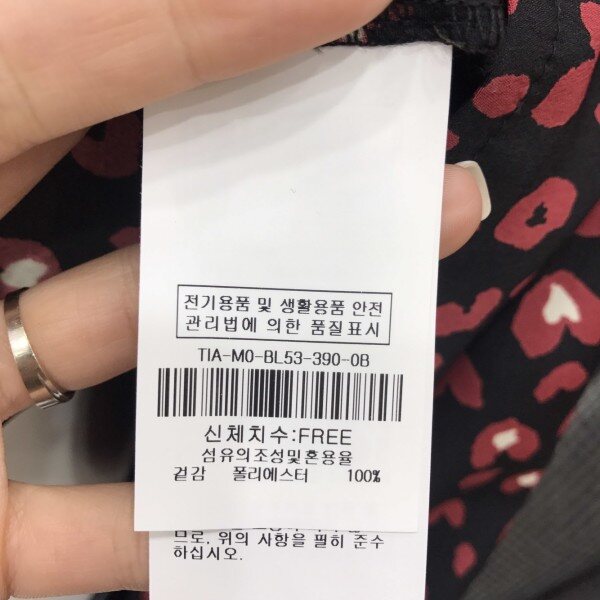 전기용품 및 생활용품 안전
관리법에 의한 품질표시
TIA-MO-BL53-390-OB
신체치수:FREE
섬유의조성및혼용율
겉감 폴리에스터 100%
므로, 위의 사항을 필히 준수
하십시오.